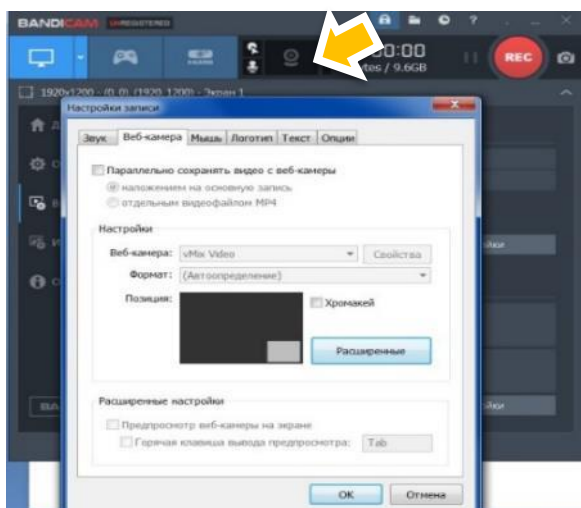 BANDICAM UNREGISTERED
00:00
bytes / 9.6GB
REC
1920x1200 - (0, 0), (1920, 1200) - Экран 1
Настройки записи
Звук Веб-камера Мышь Логотип Текст Опции
Параллельно сохранять видео с веб-камеры
наложением на основную запись
отдельным видеофайлом MP4
Настройки
Веб-камера: vMix Video Свойства
Формат: (Автоопределение)
Позиция: Хромакей
Расширенные
Расширенные настройки
Предпросмотр веб-камеры на экране
Горячая клавиша вывода предпросмотра: Tab
OK Отмена